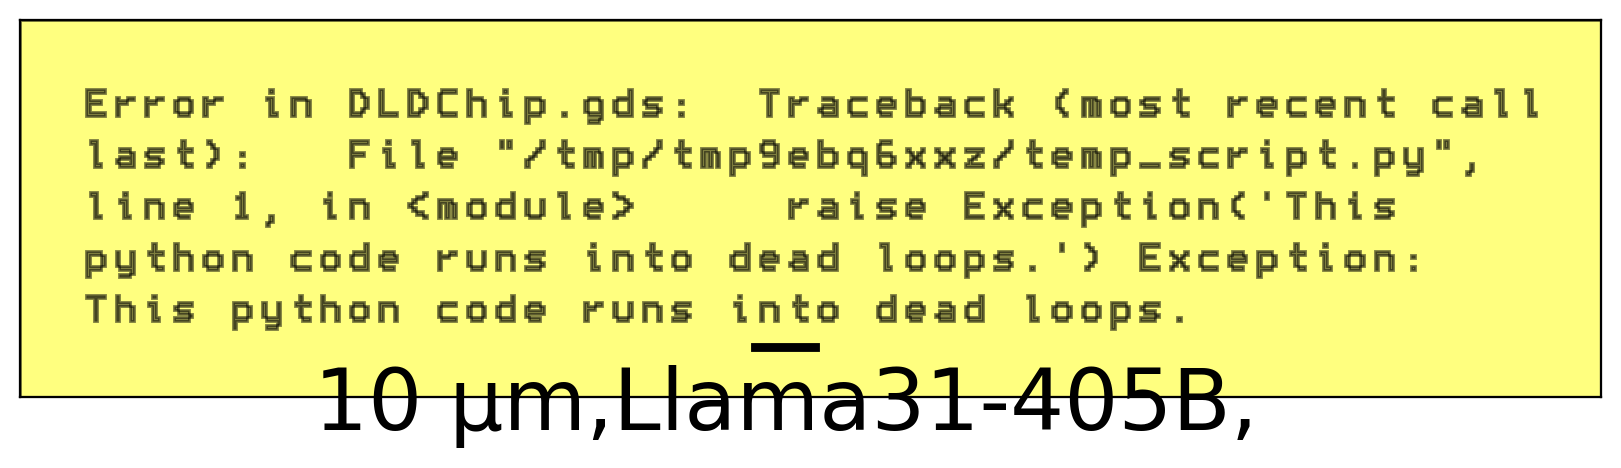 Error in DLDChip.gds:  Traceback (most recent call
last):   File "/tmp/tmp9ebq6xxz/temp_script.py",
line 1, in <module>     raise Exception('This
python code runs into dead loops.') Exception:
This python code runs into dead loops.
10 μm,Llama31-405B,